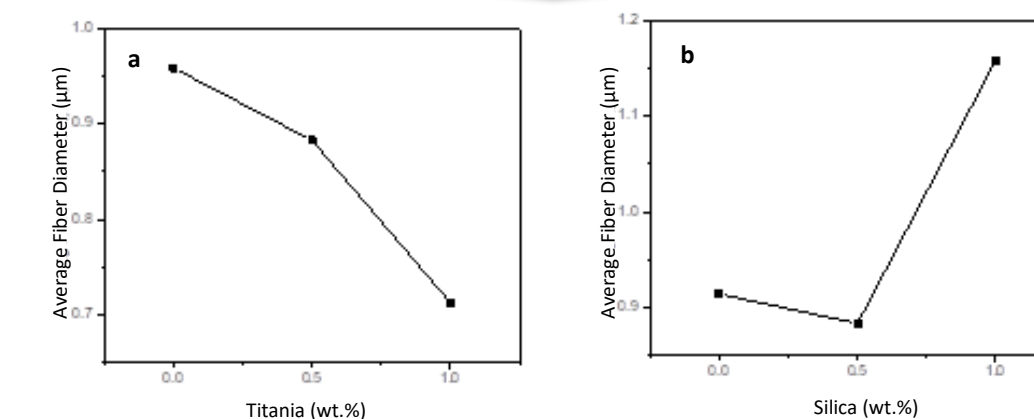 a
Average Fiber Diameter (μm)
1.0
0.9
0.8
0.7
0.0 0.5 1.0
Titania (wt.%)
b
Average Fiber Diameter (μm)
1.2
1.1
1.0
0.9
0.0 0.5 1.0
Silica (wt.%)